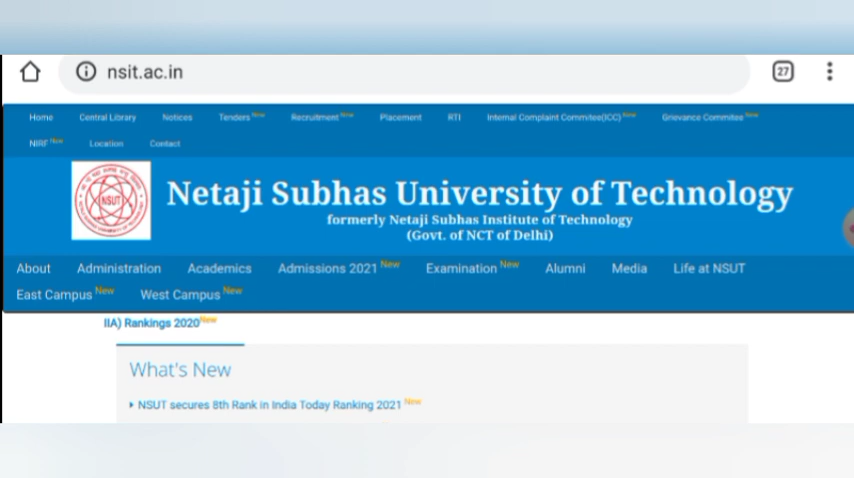 nsit.ac.in
27
Home Central Library Notices Tenders New Recruitment New Placement RTI Internal Complaint Commitee(ICC) New Grievance Commitee New
NIRF New Location Contact
NSUT
Netaji Subhas University of Technology
formerly Netaji Subhas Institute of Technology
(Govt. of NCT of Delhi)
About Administration Academics Admissions 2021 New Examination New Alumni Media Life at NSUT
East Campus New West Campus New
IIA) Rankings 2020 New
What's New
NSUT secures 8th Rank in India Today Ranking 2021 New